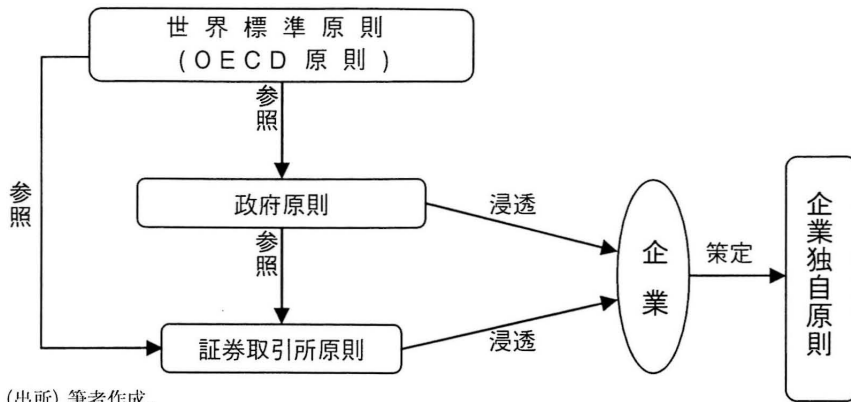 世界標準原則
(OECD原則)
参照
参照
政府原則
浸透
参照
企業
策定
企業独自原則
証券取引所原則
浸透
(出所) 筆者作成